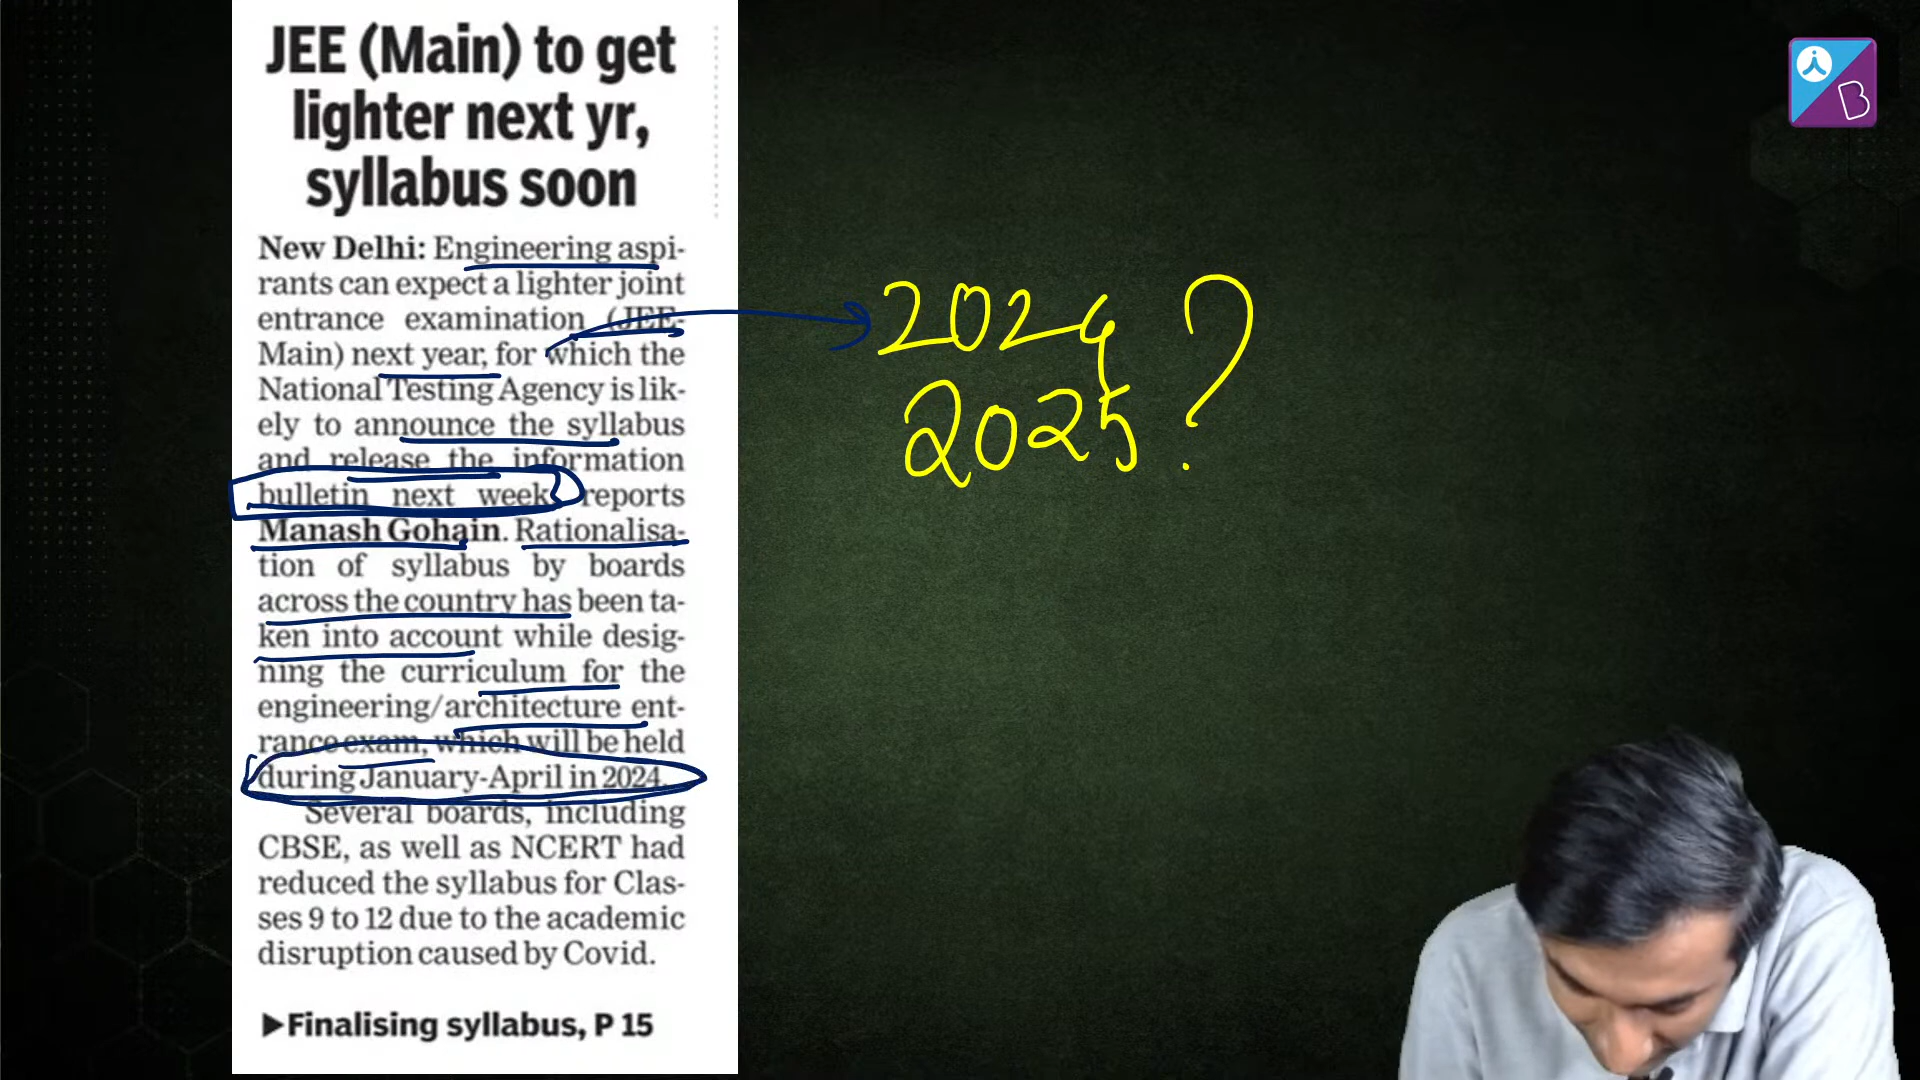 JEE (Main) to get
lighter next yr,
syllabus soon
New Delhi: Engineering aspi-
rants can expect a lighter joint
entrance examination (JEE-
Main) next year, for which the
National Testing Agency is lik-
ely to announce the syllabus
and release the information
bulletin next week, reports
Manash Gohain. Rationalisa-
tion of syllabus by boards
across the country has been ta-
ken into account while desig-
ning the curriculum for the
engineering/architecture ent-
rance exam, which will be held
during January-April in 2024.
Several boards, including
CBSE, as well as NCERT had
reduced the syllabus for Clas-
ses 9 to 12 due to the academic
disruption caused by Covid.
▶Finalising syllabus, P 15
2024 ?
2025
B